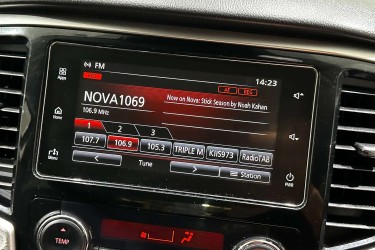 FM
14:23
Apps
NOVA1069
106.9 MHz
Now on Nova: Stick Season by Noah Kahan
Home
1 2 3
107.7 106.9 105.3 TRIPLE M KIIS973 RadioTAB
Menu
Tune
Station
PWR
TEMP